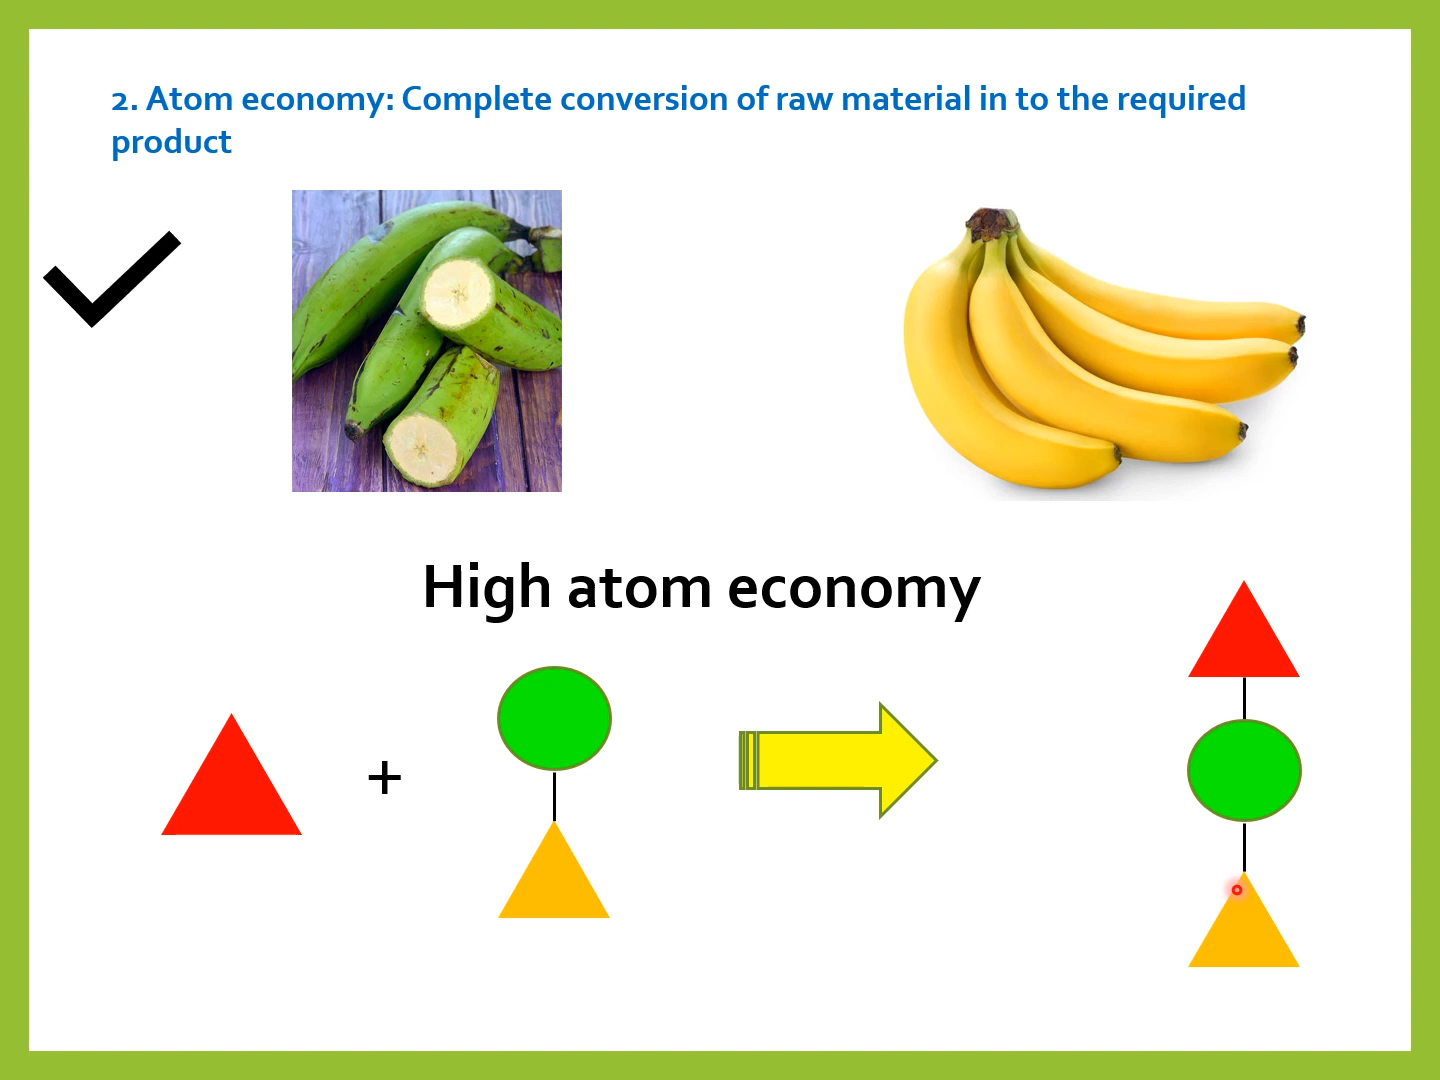 2. Atom economy: Complete conversion of raw material in to the required
product
High atom economy
+